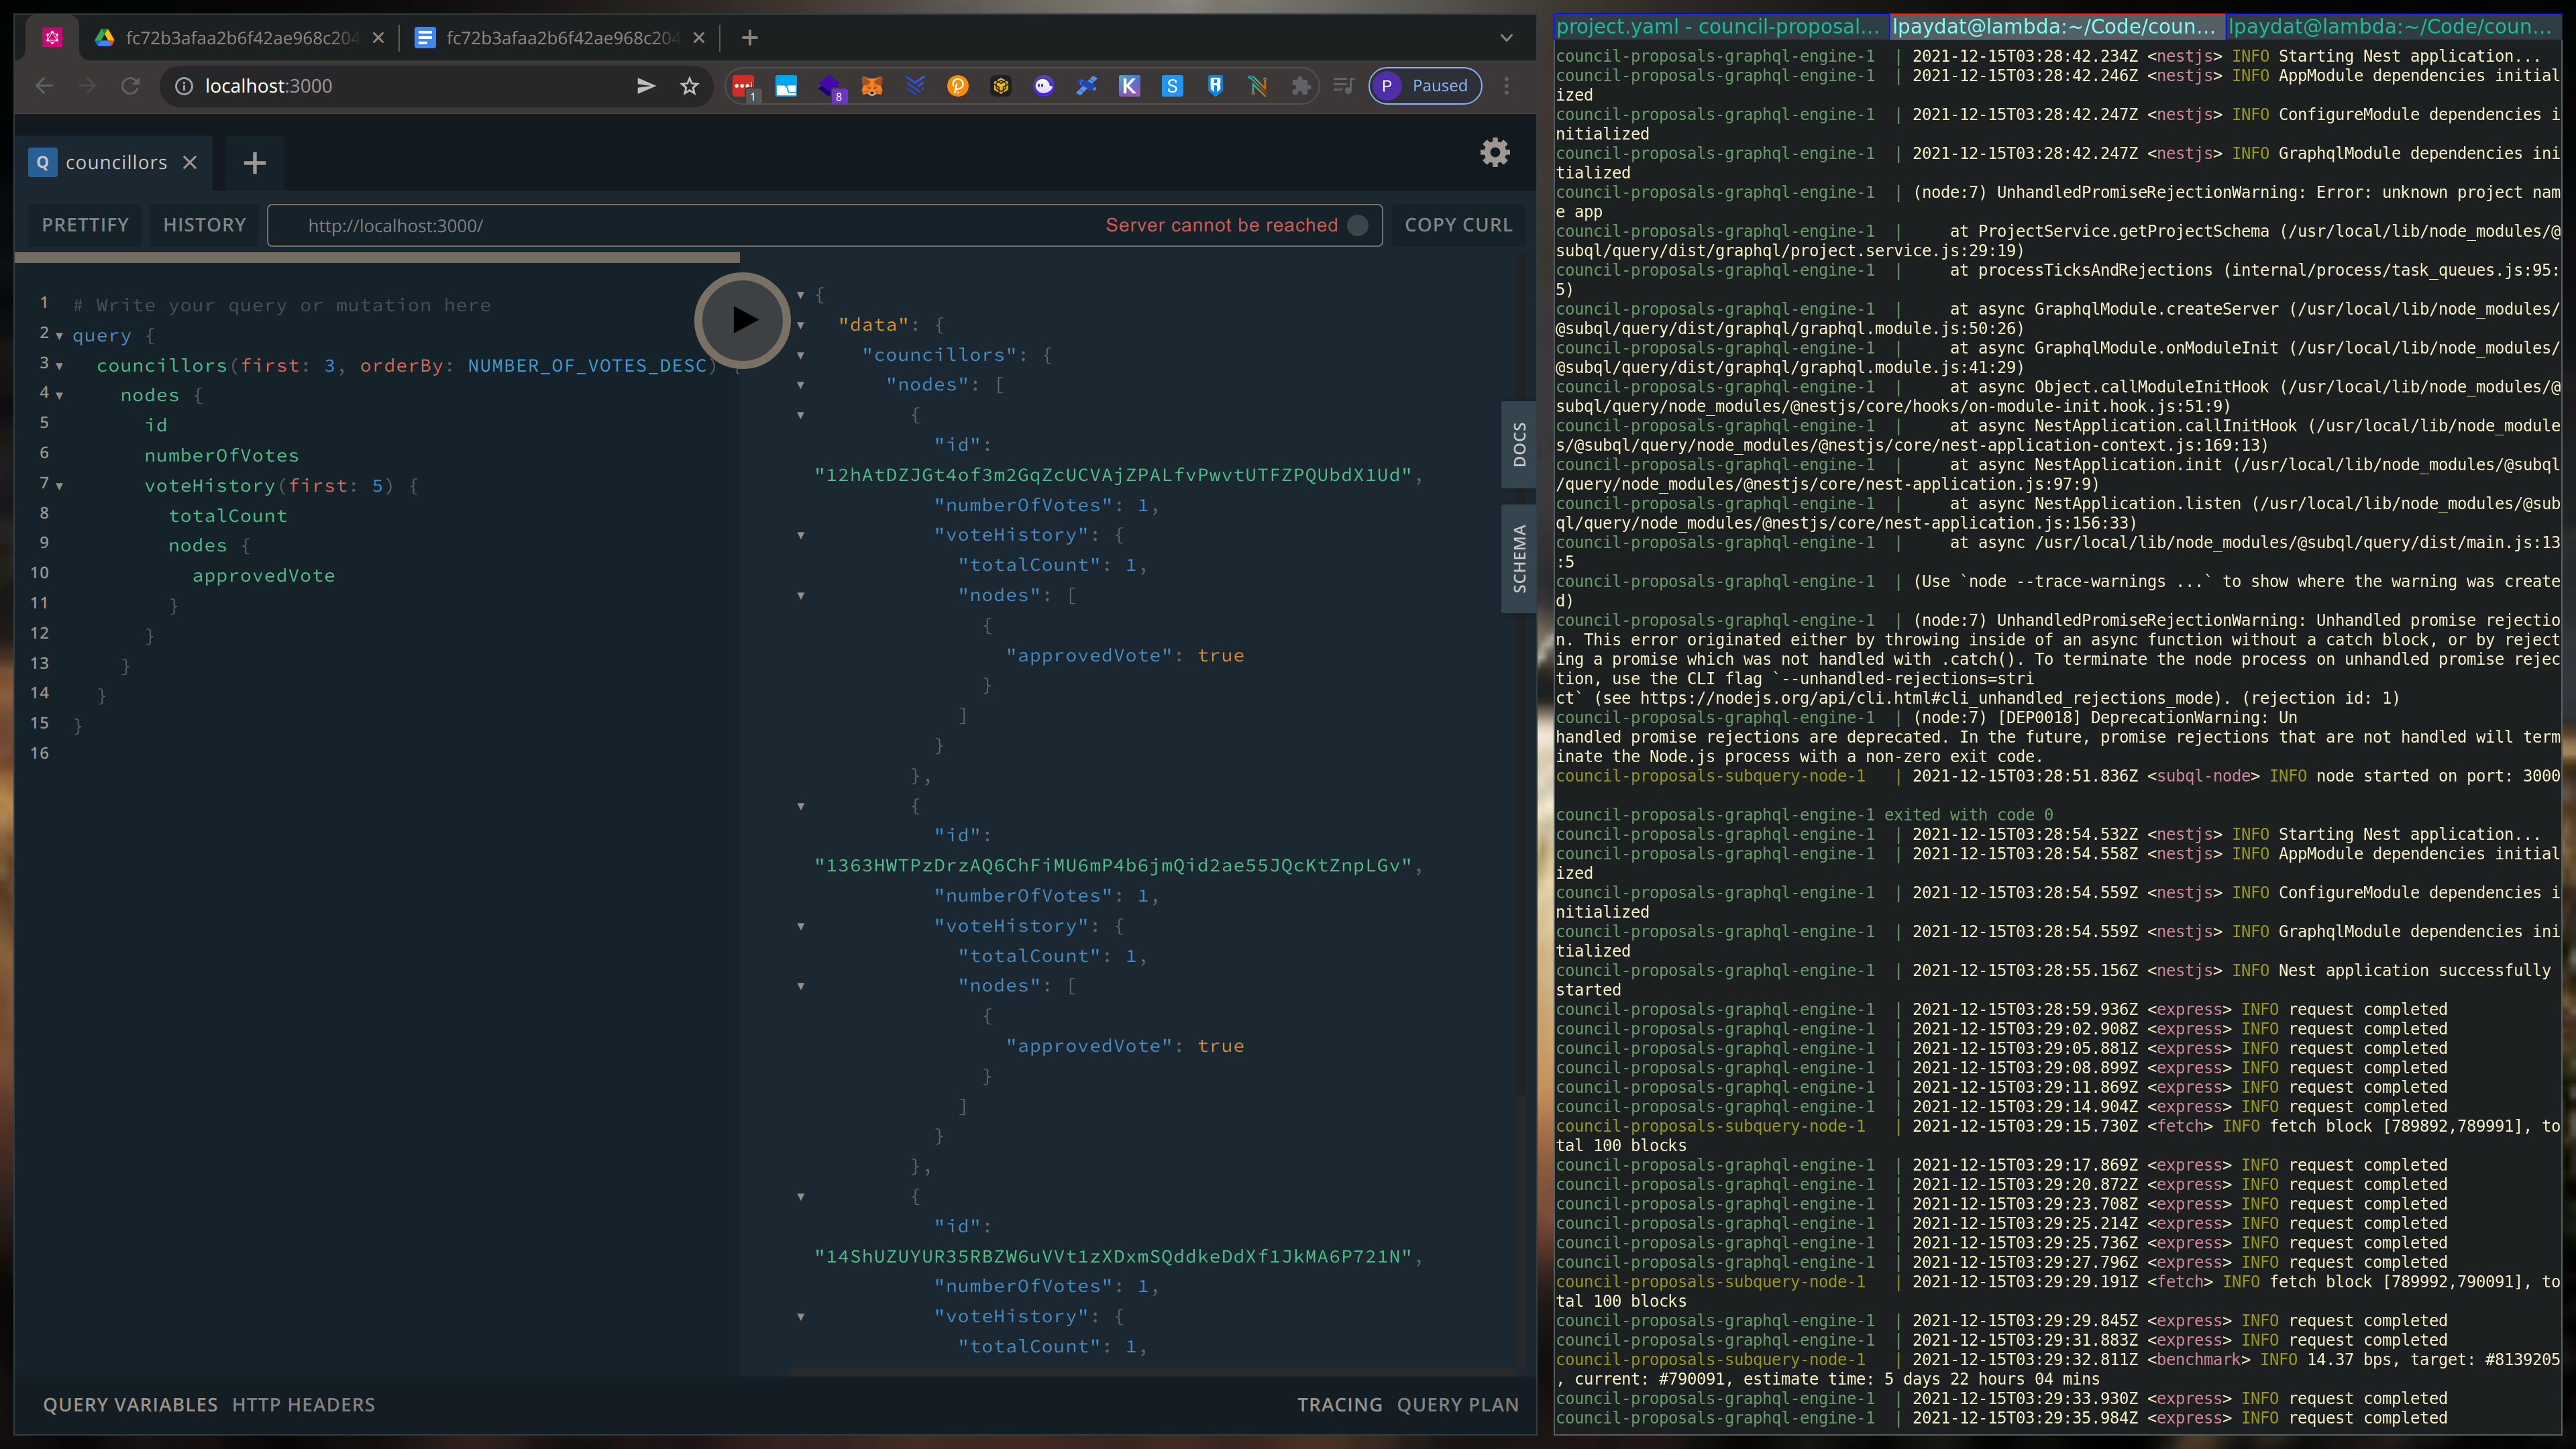 fc72b3afaa2b6f42ae968c204
fc72b3afaa2b6f42ae968c204
localhost:3000
1
8
K
S
P Paused
Q councillors
PRETTIFY HISTORY http://localhost:3000/ Server cannot be reached COPY CURL
1 # Write your query or mutation here
2 query {
3 councillors(first: 3, orderBy: NUMBER_OF_VOTES_DESC) {
4 nodes {
5 id
6 numberOfVotes
7 voteHistory(first: 5) {
8 totalCount
9 nodes {
10 approvedVote
11 }
12 }
13 }
14 }
15 }
16
{
"data": {
"councillors": {
"nodes": [
{
"id":
"12hAtDZJGt4of3m2GqZcUCVAjZPALfvPwvtUTFZPQUbdX1Ud",
"numberOfVotes": 1,
"voteHistory": {
"totalCount": 1,
"nodes": [
{
"approvedVote": true
}
]
}
},
{
"id":
"1363HWTPzDrzAQ6ChFiMU6mP4b6jmQid2ae55JQcKtZnpLGv",
"numberOfVotes": 1,
"voteHistory": {
"totalCount": 1,
"nodes": [
{
"approvedVote": true
}
]
}
},
{
"id":
"14ShUZUYUR35RBZW6uVVt1zXDxmSQddkeDdXf1JkMA6P721N",
"numberOfVotes": 1,
"voteHistory": {
"totalCount": 1,
DOCS
SCHEMA
QUERY VARIABLES HTTP HEADERS
TRACING QUERY PLAN
project.yaml - council-proposal... lpaydat@lambda:~/Code/coun... lpaydat@lambda:~/Code/coun...
council-proposals-graphql-engine-1 | 2021-12-15T03:28:42.234Z <nestjs> INFO Starting Nest application...
council-proposals-graphql-engine-1 | 2021-12-15T03:28:42.246Z <nestjs> INFO AppModule dependencies initial
ized
council-proposals-graphql-engine-1 | 2021-12-15T03:28:42.247Z <nestjs> INFO ConfigureModule dependencies i
nitialized
council-proposals-graphql-engine-1 | 2021-12-15T03:28:42.247Z <nestjs> INFO GraphqlModule dependencies ini
tialized
council-proposals-graphql-engine-1 | (node:7) UnhandledPromiseRejectionWarning: Error: unknown project nam
e app
council-proposals-graphql-engine-1 | at ProjectService.getProjectSchema (/usr/local/lib/node_modules/@
subql/query/dist/graphql/project.service.js:29:19)
council-proposals-graphql-engine-1 | at processTicksAndRejections (internal/process/task_queues.js:95:
5)
council-proposals-graphql-engine-1 | at async GraphqlModule.createServer (/usr/local/lib/node_modules/
@subql/query/dist/graphql/graphql.module.js:50:26)
council-proposals-graphql-engine-1 | at async GraphqlModule.onModuleInit (/usr/local/lib/node_modules/
@subql/query/dist/graphql/graphql.module.js:41:29)
council-proposals-graphql-engine-1 | at async Object.callModuleInitHook (/usr/local/lib/node_modules/@
subql/query/node_modules/@nestjs/core/hooks/on-module-init.hook.js:51:9)
council-proposals-graphql-engine-1 | at async NestApplication.callInitHook (/usr/local/lib/node_module
s/@subql/query/node_modules/@nestjs/core/nest-application-context.js:169:13)
council-proposals-graphql-engine-1 | at async NestApplication.init (/usr/local/lib/node_modules/@subql
/query/node_modules/@nestjs/core/nest-application.js:97:9)
council-proposals-graphql-engine-1 | at async NestApplication.listen (/usr/local/lib/node_modules/@sub
ql/query/node_modules/@nestjs/core/nest-application.js:156:33)
council-proposals-graphql-engine-1 | at async /usr/local/lib/node_modules/@subql/query/dist/main.js:13
:5
council-proposals-graphql-engine-1 | (Use `node --trace-warnings ...` to show where the warning was create
d)
council-proposals-graphql-engine-1 | (node:7) UnhandledPromiseRejectionWarning: Unhandled promise rejectio
n. This error originated either by throwing inside of an async function without a catch block, or by reject
ing a promise which was not handled with .catch(). To terminate the node process on unhandled promise rejec
tion, use the CLI flag `--unhandled-rejections=stri
ct` (see https://nodejs.org/api/cli.html#cli_unhandled_rejections_mode). (rejection id: 1)
council-proposals-graphql-engine-1 | (node:7) [DEP0018] DeprecationWarning: Un
handled promise rejections are deprecated. In the future, promise rejections that are not handled will term
inate the Node.js process with a non-zero exit code.
council-proposals-subquery-node-1 | 2021-12-15T03:28:51.836Z <subql-node> INFO node started on port: 3000
council-proposals-graphql-engine-1 exited with code 0
council-proposals-graphql-engine-1 | 2021-12-15T03:28:54.532Z <nestjs> INFO Starting Nest application...
council-proposals-graphql-engine-1 | 2021-12-15T03:28:54.558Z <nestjs> INFO AppModule dependencies initial
ized
council-proposals-graphql-engine-1 | 2021-12-15T03:28:54.559Z <nestjs> INFO ConfigureModule dependencies i
nitialized
council-proposals-graphql-engine-1 | 2021-12-15T03:28:54.559Z <nestjs> INFO GraphqlModule dependencies ini
tialized
council-proposals-graphql-engine-1 | 2021-12-15T03:28:55.156Z <nestjs> INFO Nest application successfully
started
council-proposals-graphql-engine-1 | 2021-12-15T03:28:59.936Z <express> INFO request completed
council-proposals-graphql-engine-1 | 2021-12-15T03:29:02.908Z <express> INFO request completed
council-proposals-graphql-engine-1 | 2021-12-15T03:29:05.881Z <express> INFO request completed
council-proposals-graphql-engine-1 | 2021-12-15T03:29:08.899Z <express> INFO request completed
council-proposals-graphql-engine-1 | 2021-12-15T03:29:11.869Z <express> INFO request completed
council-proposals-graphql-engine-1 | 2021-12-15T03:29:14.904Z <express> INFO request completed
council-proposals-subquery-node-1 | 2021-12-15T03:29:15.730Z <fetch> INFO fetch block [789892,789991], to
tal 100 blocks
council-proposals-graphql-engine-1 | 2021-12-15T03:29:17.869Z <express> INFO request completed
council-proposals-graphql-engine-1 | 2021-12-15T03:29:20.872Z <express> INFO request completed
council-proposals-graphql-engine-1 | 2021-12-15T03:29:23.708Z <express> INFO request completed
council-proposals-graphql-engine-1 | 2021-12-15T03:29:25.214Z <express> INFO request completed
council-proposals-graphql-engine-1 | 2021-12-15T03:29:25.736Z <express> INFO request completed
council-proposals-graphql-engine-1 | 2021-12-15T03:29:27.796Z <express> INFO request completed
council-proposals-subquery-node-1 | 2021-12-15T03:29:29.191Z <fetch> INFO fetch block [789992,790091], to
tal 100 blocks
council-proposals-graphql-engine-1 | 2021-12-15T03:29:29.845Z <express> INFO request completed
council-proposals-graphql-engine-1 | 2021-12-15T03:29:31.883Z <express> INFO request completed
council-proposals-subquery-node-1 | 2021-12-15T03:29:32.811Z <benchmark> INFO 14.37 bps, target: #8139205
, current: #790091, estimate time: 5 days 22 hours 04 mins
council-proposals-graphql-engine-1 | 2021-12-15T03:29:33.930Z <express> INFO request completed
council-proposals-graphql-engine-1 | 2021-12-15T03:29:35.984Z <express> INFO request completed